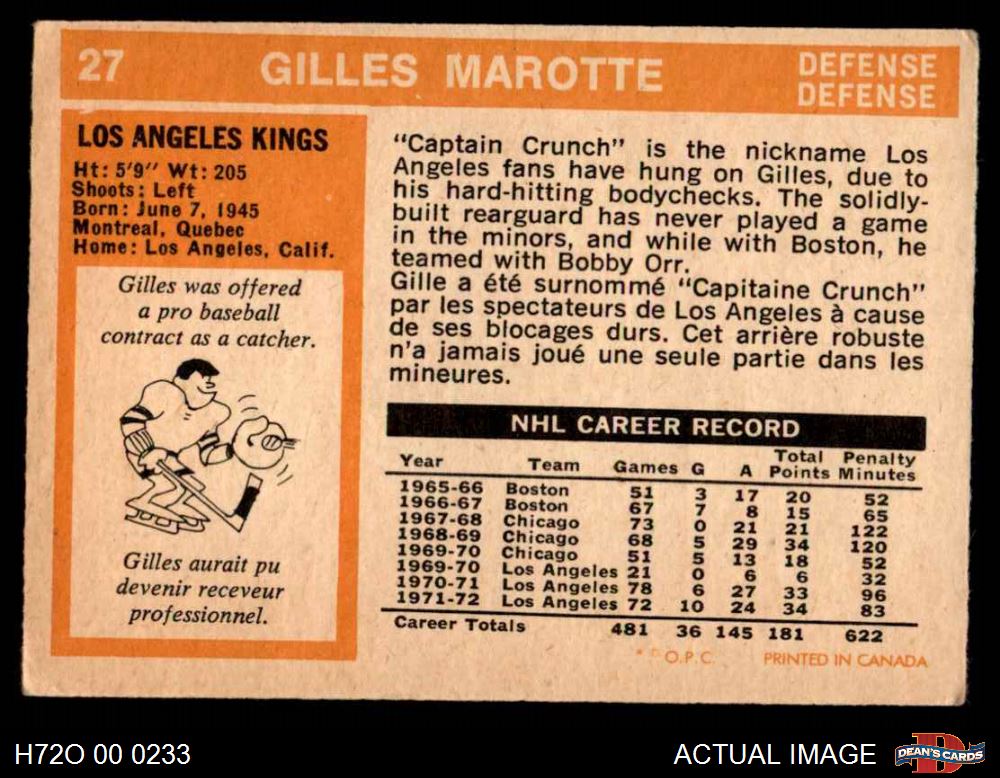 27 GILLES MAROTTE DEFENSE
DEFENSE
LOS ANGELES KINGS
Ht: 5'9" Wt: 205
Shoots: Left
Born: June 7, 1945
Montreal, Quebec
Home: Los Angeles, Calif.
Gilles was offered
a pro baseball
contract as a catcher.
Gilles aurait pu
devenir receveur
professionnel.
"Captain Crunch" is the nickname Los
Angeles fans have hung on Gilles, due to
his hard-hitting bodychecks. The solidly-
built rearguard has never played a game
in the minors, and while with Boston, he
teamed with Bobby Orr.
Gille a été surnommé "Capitaine Crunch"
par les spectateurs de Los Angeles à cause
de ses blocages durs. Cet arrière robuste
n'a jamais joué une seule partie dans les
mineures.
NHL CAREER RECORD
Year Team Games G A Total Points Penalty Minutes
1965-66 Boston 51 3 17 20 52
1966-67 Boston 67 7 8 15 65
1967-68 Chicago 73 0 21 21 122
1968-69 Chicago 68 5 29 34 120
1969-70 Chicago 51 5 13 18 52
1969-70 Los Angeles 21 0 6 6 32
1970-71 Los Angeles 78 6 27 33 96
1971-72 Los Angeles 72 10 24 34 83
Career Totals 481 36 145 181 622
* O.P.C. PRINTED IN CANADA
H72O 00 0233 ACTUAL IMAGE DEAN'S CARDS